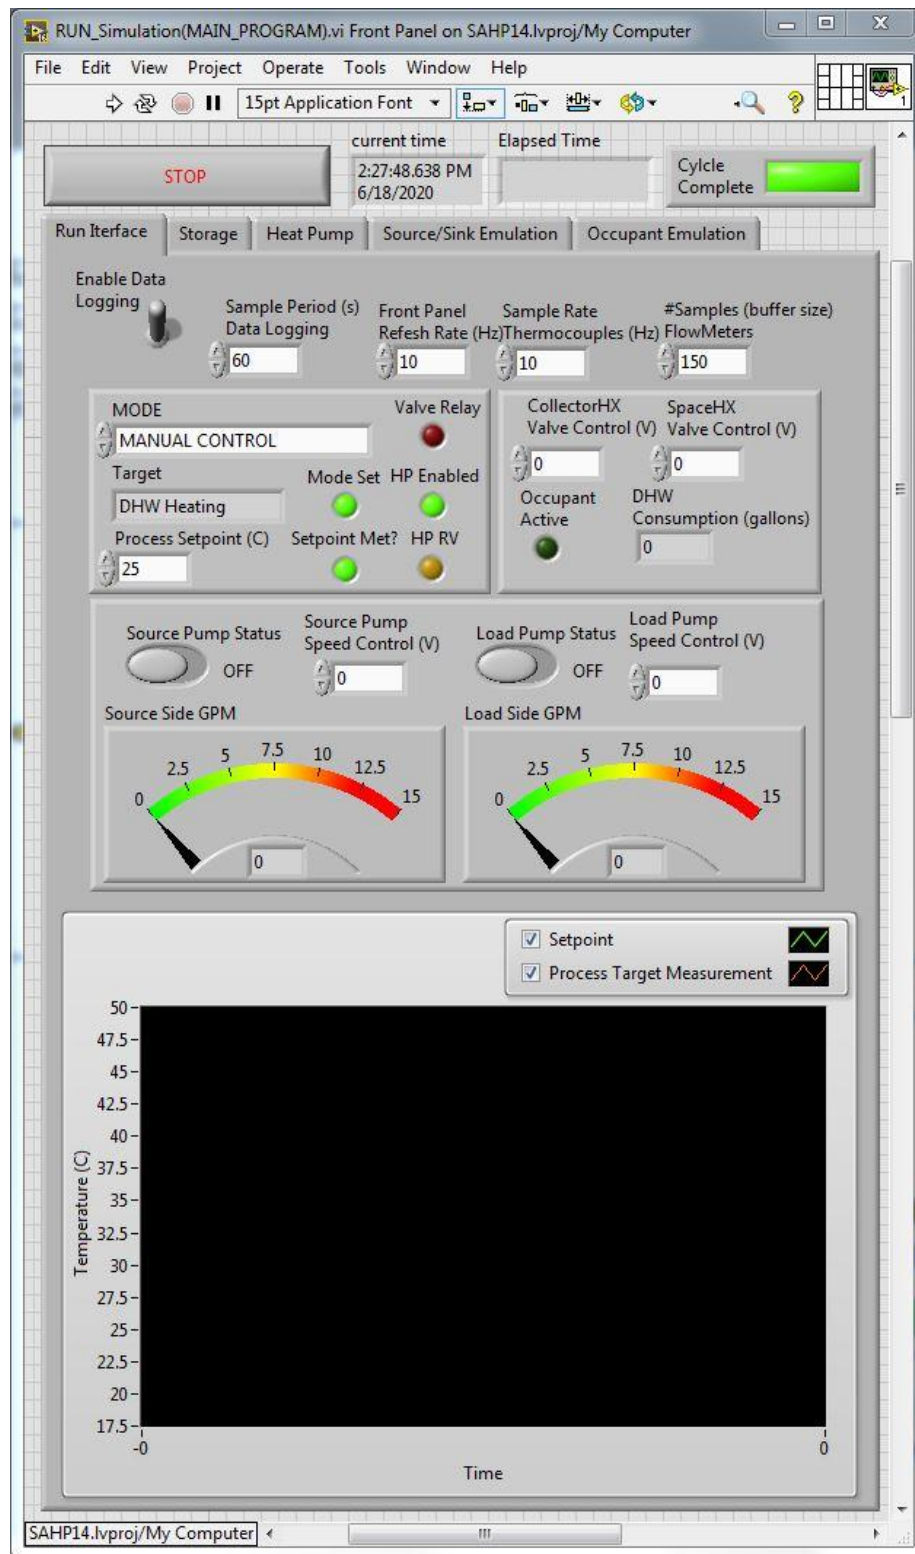 RUN_Simulation(MAIN_PROGRAM).vi Front Panel on SAHP14.lvproj/My Computer
File Edit View Project Operate Tools Window Help
15pt Application Font
1
STOP
current time
2:27:48.638 PM
6/18/2020
Elapsed Time
Cylcle
Complete
Run Iterface Storage Heat Pump Source/Sink Emulation Occupant Emulation
Enable Data
Logging
Sample Period (s)
Data Logging
60
Front Panel
Refesh Rate (Hz)
10
Sample Rate
Thermocouples (Hz)
10
#Samples (buffer size)
FlowMeters
150
MODE
MANUAL CONTROL
Valve Relay
Target
DHW Heating
Mode Set
HP Enabled
Process Setpoint (C)
25
Setpoint Met?
HP RV
CollectorHX
Valve Control (V)
0
SpaceHX
Valve Control (V)
0
Occupant
Active
DHW
Consumption (gallons)
0
Source Pump Status
OFF
Source Pump
Speed Control (V)
0
Load Pump Status
OFF
Load Pump
Speed Control (V)
0
Source Side GPM
0 2.5 5 7.5 10 12.5 15
0
Load Side GPM
0 2.5 5 7.5 10 12.5 15
0
Setpoint
Process Target Measurement
Temperature (C)
50
47.5
45
42.5
40
37.5
35
32.5
30
27.5
25
22.5
20
17.5
-0 0
Time
SAHP14.lvproj/My Computer